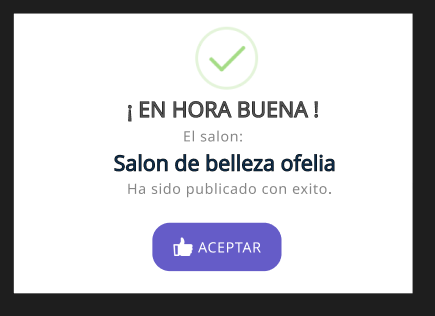 ¡ EN HORA BUENA !
El salon:
Salon de belleza ofelia
Ha sido publicado con exito.
ACEPTAR